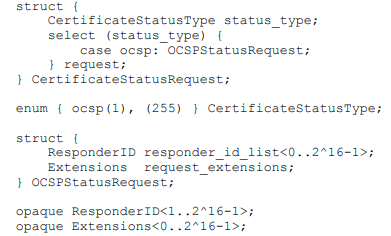 struct {
    CertificateStatusType status_type;
    select (status_type) {
        case ocsp: OCSPStatusRequest;
    } request;
} CertificateStatusRequest;

enum { ocsp(1), (255) } CertificateStatusType;

struct {
    ResponderID responder_id_list<0..2^16-1>;
    Extensions  request_extensions;
} OCSPStatusRequest;

opaque ResponderID<1..2^16-1>;
opaque Extensions<0..2^16-1>;